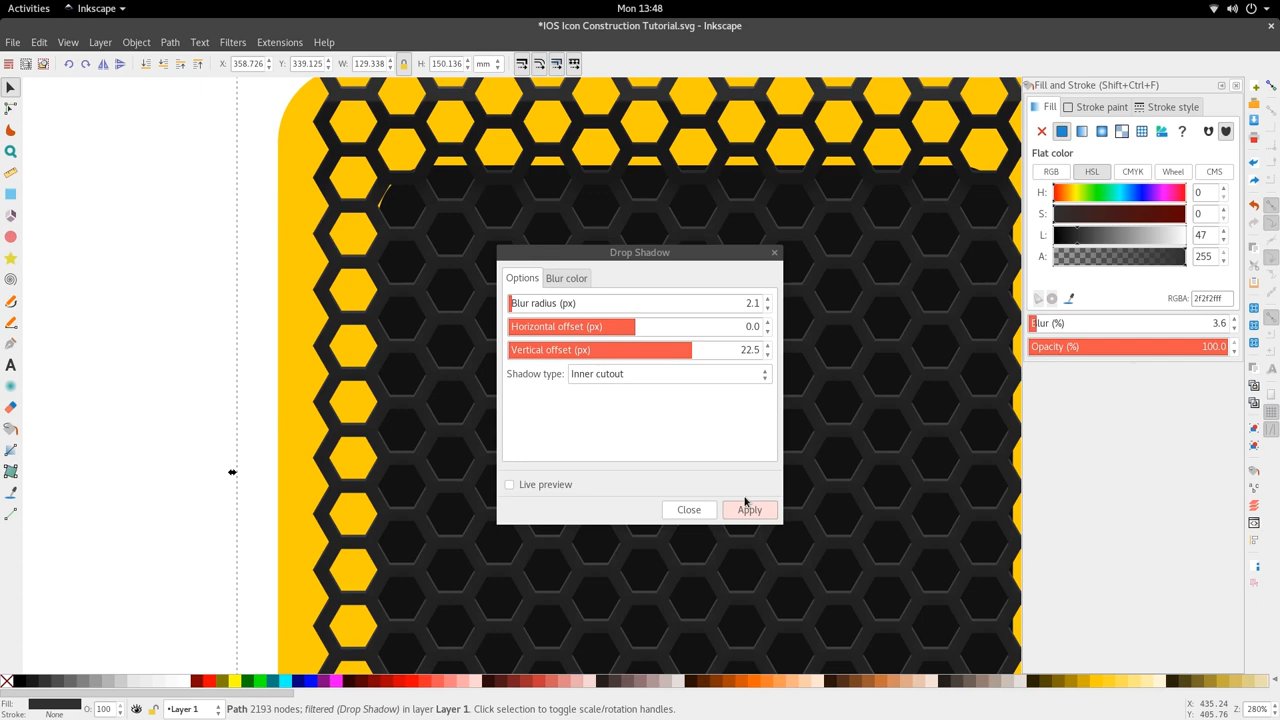 Activities
Inkscape
Mon 13:48
*IOS Icon Construction Tutorial.svg - Inkscape
File Edit View Layer Object Path Text Filters Extensions Help
X: 358.726 Y: 339.125 W: 129.338 H: 150.136 mm
Fill and Stroke (Shift+Ctrl+F)
Fill Stroke paint Stroke style
Flat color
RGB HSL CMYK Wheel CMS
H: 0
S: 0
L: 47
A: 255
RGBA: 2f2f2fff
Blur (%) 3.6
Opacity (%) 100.0
Drop Shadow
Options Blur color
Blur radius (px) 2.1
Horizontal offset (px) 0.0
Vertical offset (px) 22.5
Shadow type: Inner cutout
Live preview
Close Apply
Fill:
Stroke: None
O: 100
•Layer 1
Path 2193 nodes; filtered (Drop Shadow) in layer Layer 1. Click selection to toggle scale/rotation handles.
X: 435.24
Y: 405.76
Z: 280%